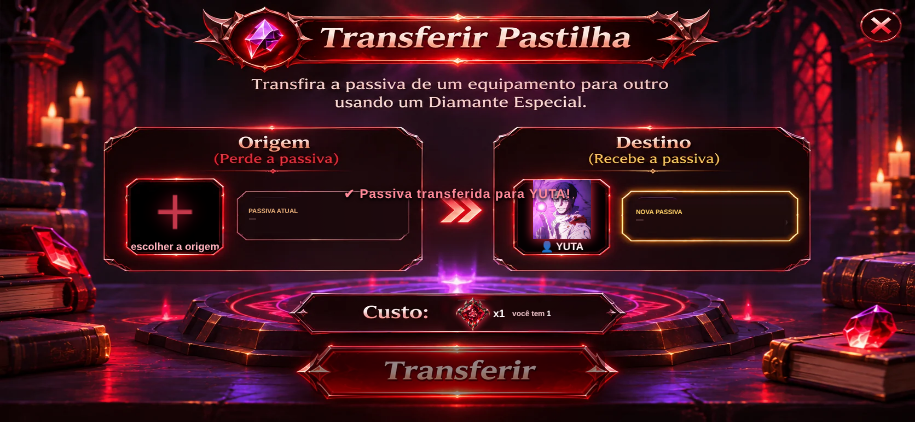 Transferir Pastilha
Transfira a passiva de um equipamento para outro
usando um Diamante Especial.
Origem
(Perde a passiva)
PASSIVA ATUAL
—
escolher a origem
✔ Passiva transferida para YUTA!
Destino
(Recebe a passiva)
NOVA PASSIVA
—
👤 YUTA
Custo: x1 você tem 1
Transferir